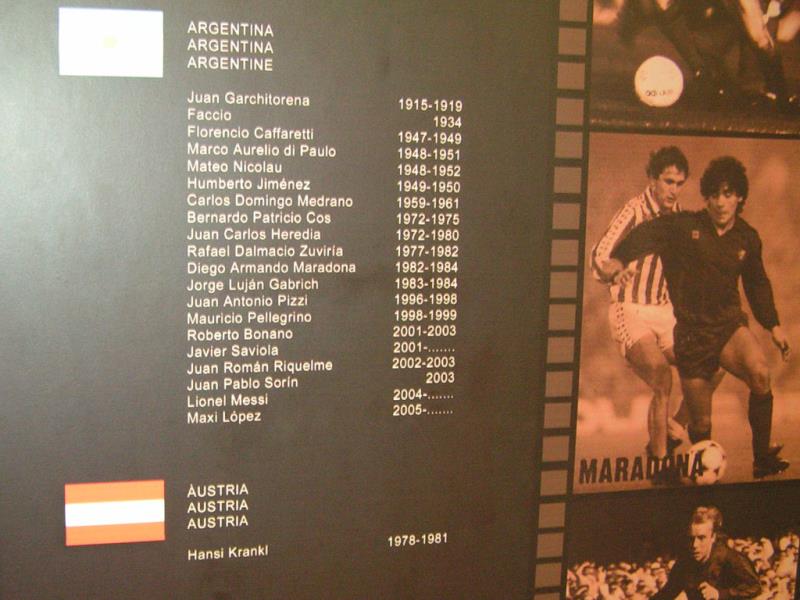 ARGENTINA
ARGENTINA
ARGENTINE
Juan Garchitorena 1915-1919
Faccio 1934
Florencio Caffaretti 1947-1949
Marco Aurelio di Paulo 1948-1951
Mateo Nicolau 1948-1952
Humberto Jiménez 1949-1950
Carlos Domingo Medrano 1959-1961
Bernardo Patricio Cos 1972-1975
Juan Carlos Heredia 1972-1980
Rafael Dalmacio Zuviría 1977-1982
Diego Armando Maradona 1982-1984
Jorge Luján Gabrich 1983-1984
Juan Antonio Pizzi 1996-1998
Mauricio Pellegrino 1998-1999
Roberto Bonano 2001-2003
Javier Saviola 2001-.......
Juan Román Riquelme 2002-2003
Juan Pablo Sorín 2003
Lionel Messi 2004-.......
Maxi López 2005-.......
ÀUSTRIA
AUSTRIA
AUSTRIA
Hansi Krankl 1978-1981
adidas
MARADONA